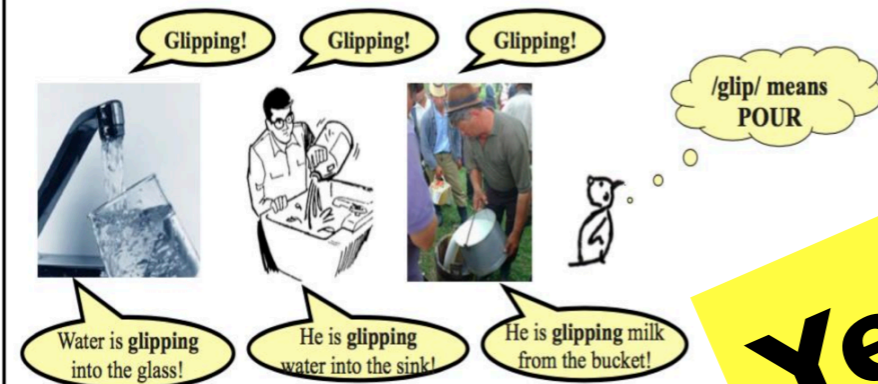 Glipping!
Glipping!
Glipping!
/glip/ means
POUR
Water is glipping
into the glass!
He is glipping
water into the sink!
He is glipping milk
from the bucket!
Ye